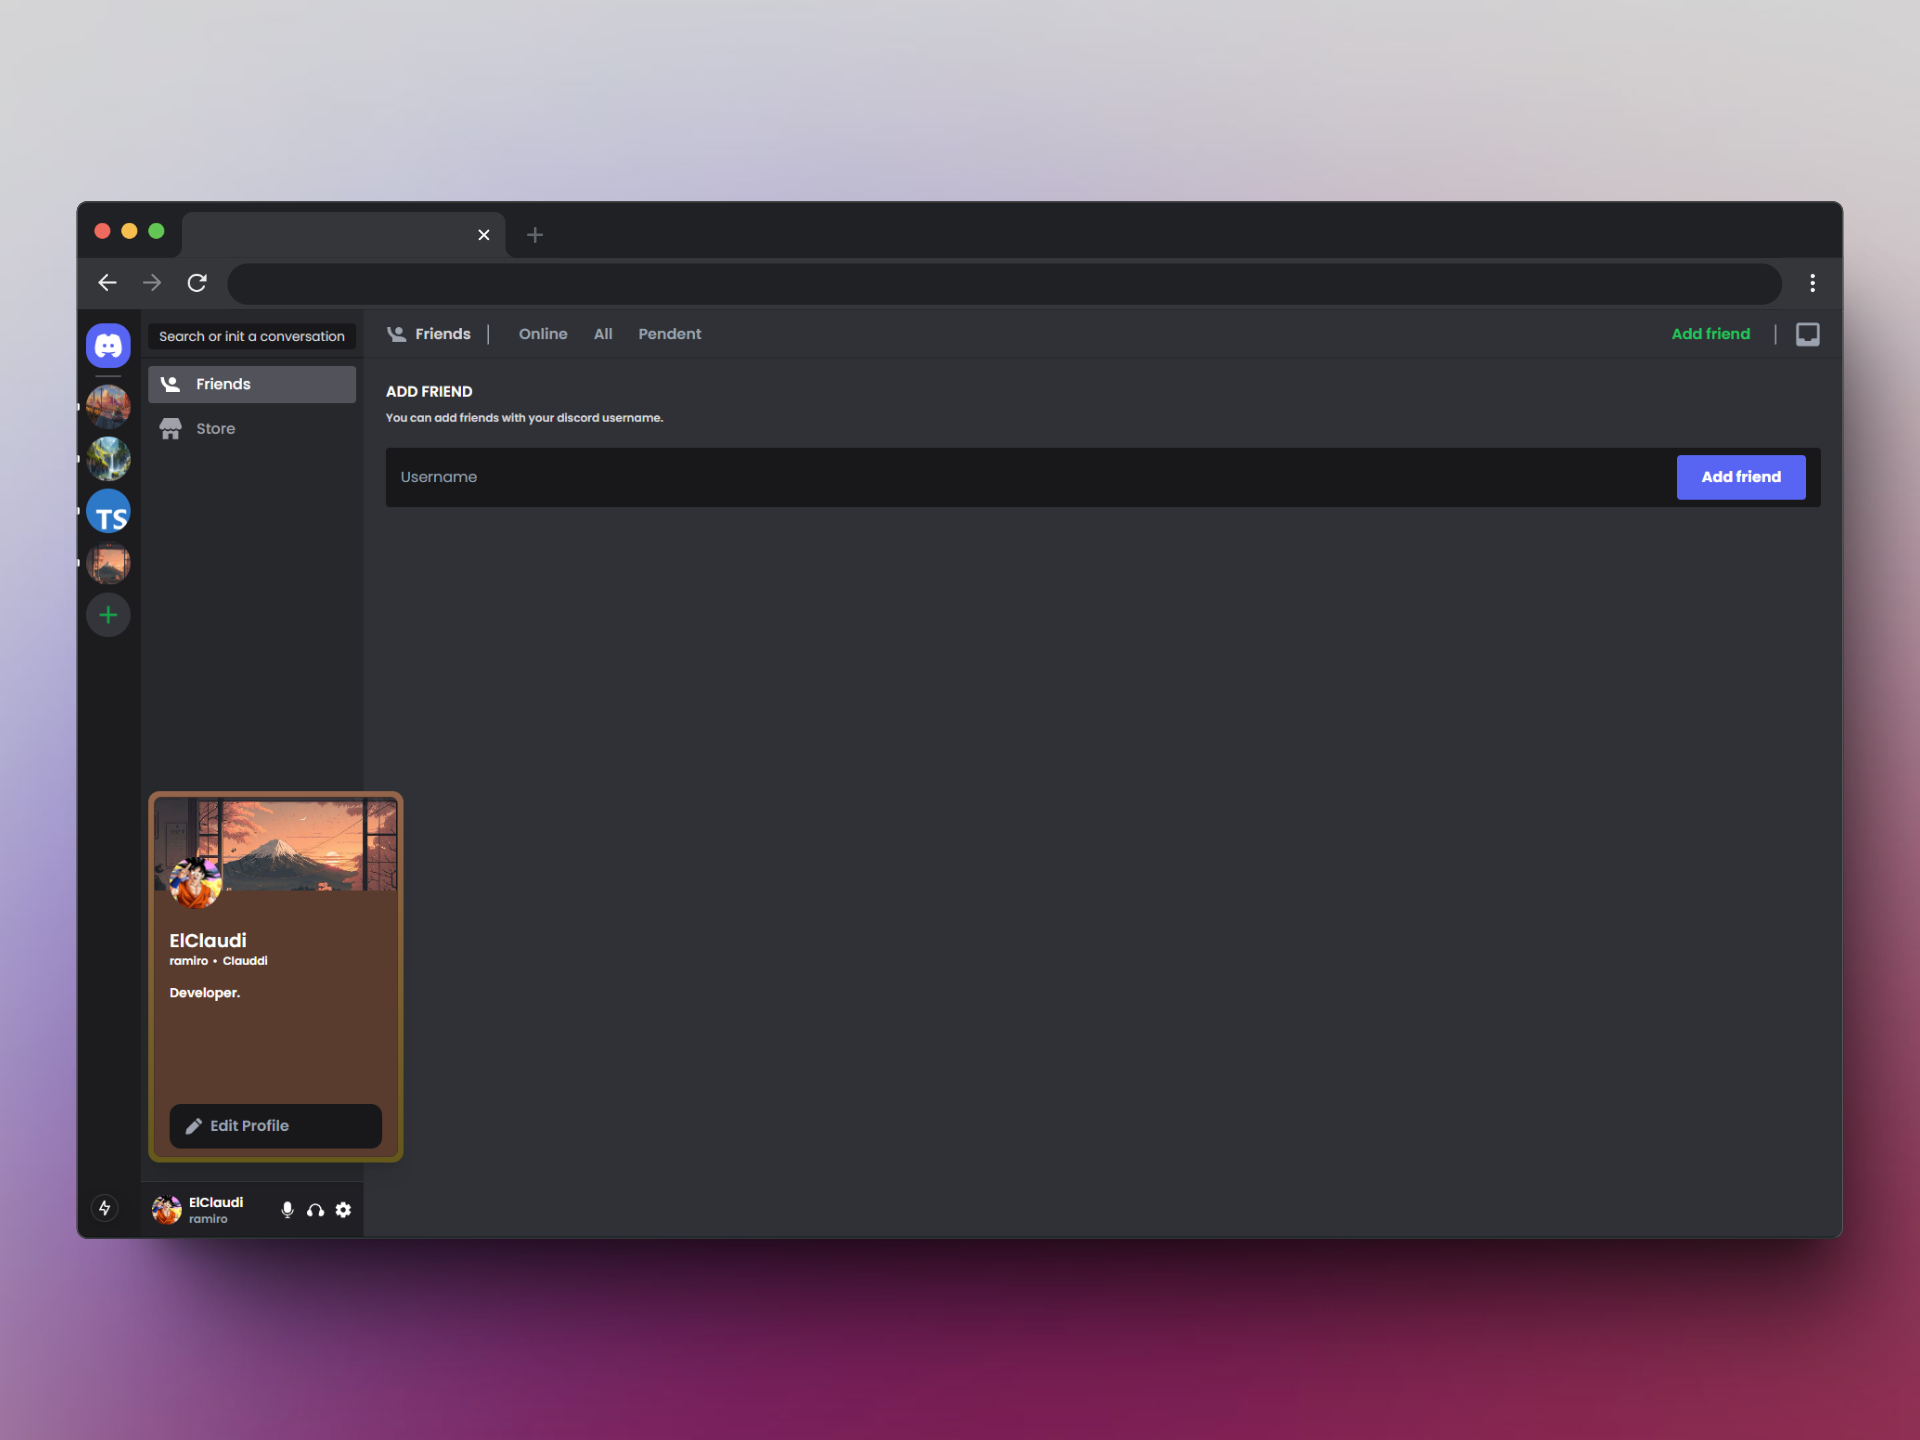 Search or init a conversation
Friends
Online
All
Pendent
Add friend
Friends
Store
TS
ADD FRIEND
You can add friends with your discord username.
Username
Add friend
ElClaudi
ramiro • Clauddi
Developer.
Edit Profile
ElClaudi
ramiro